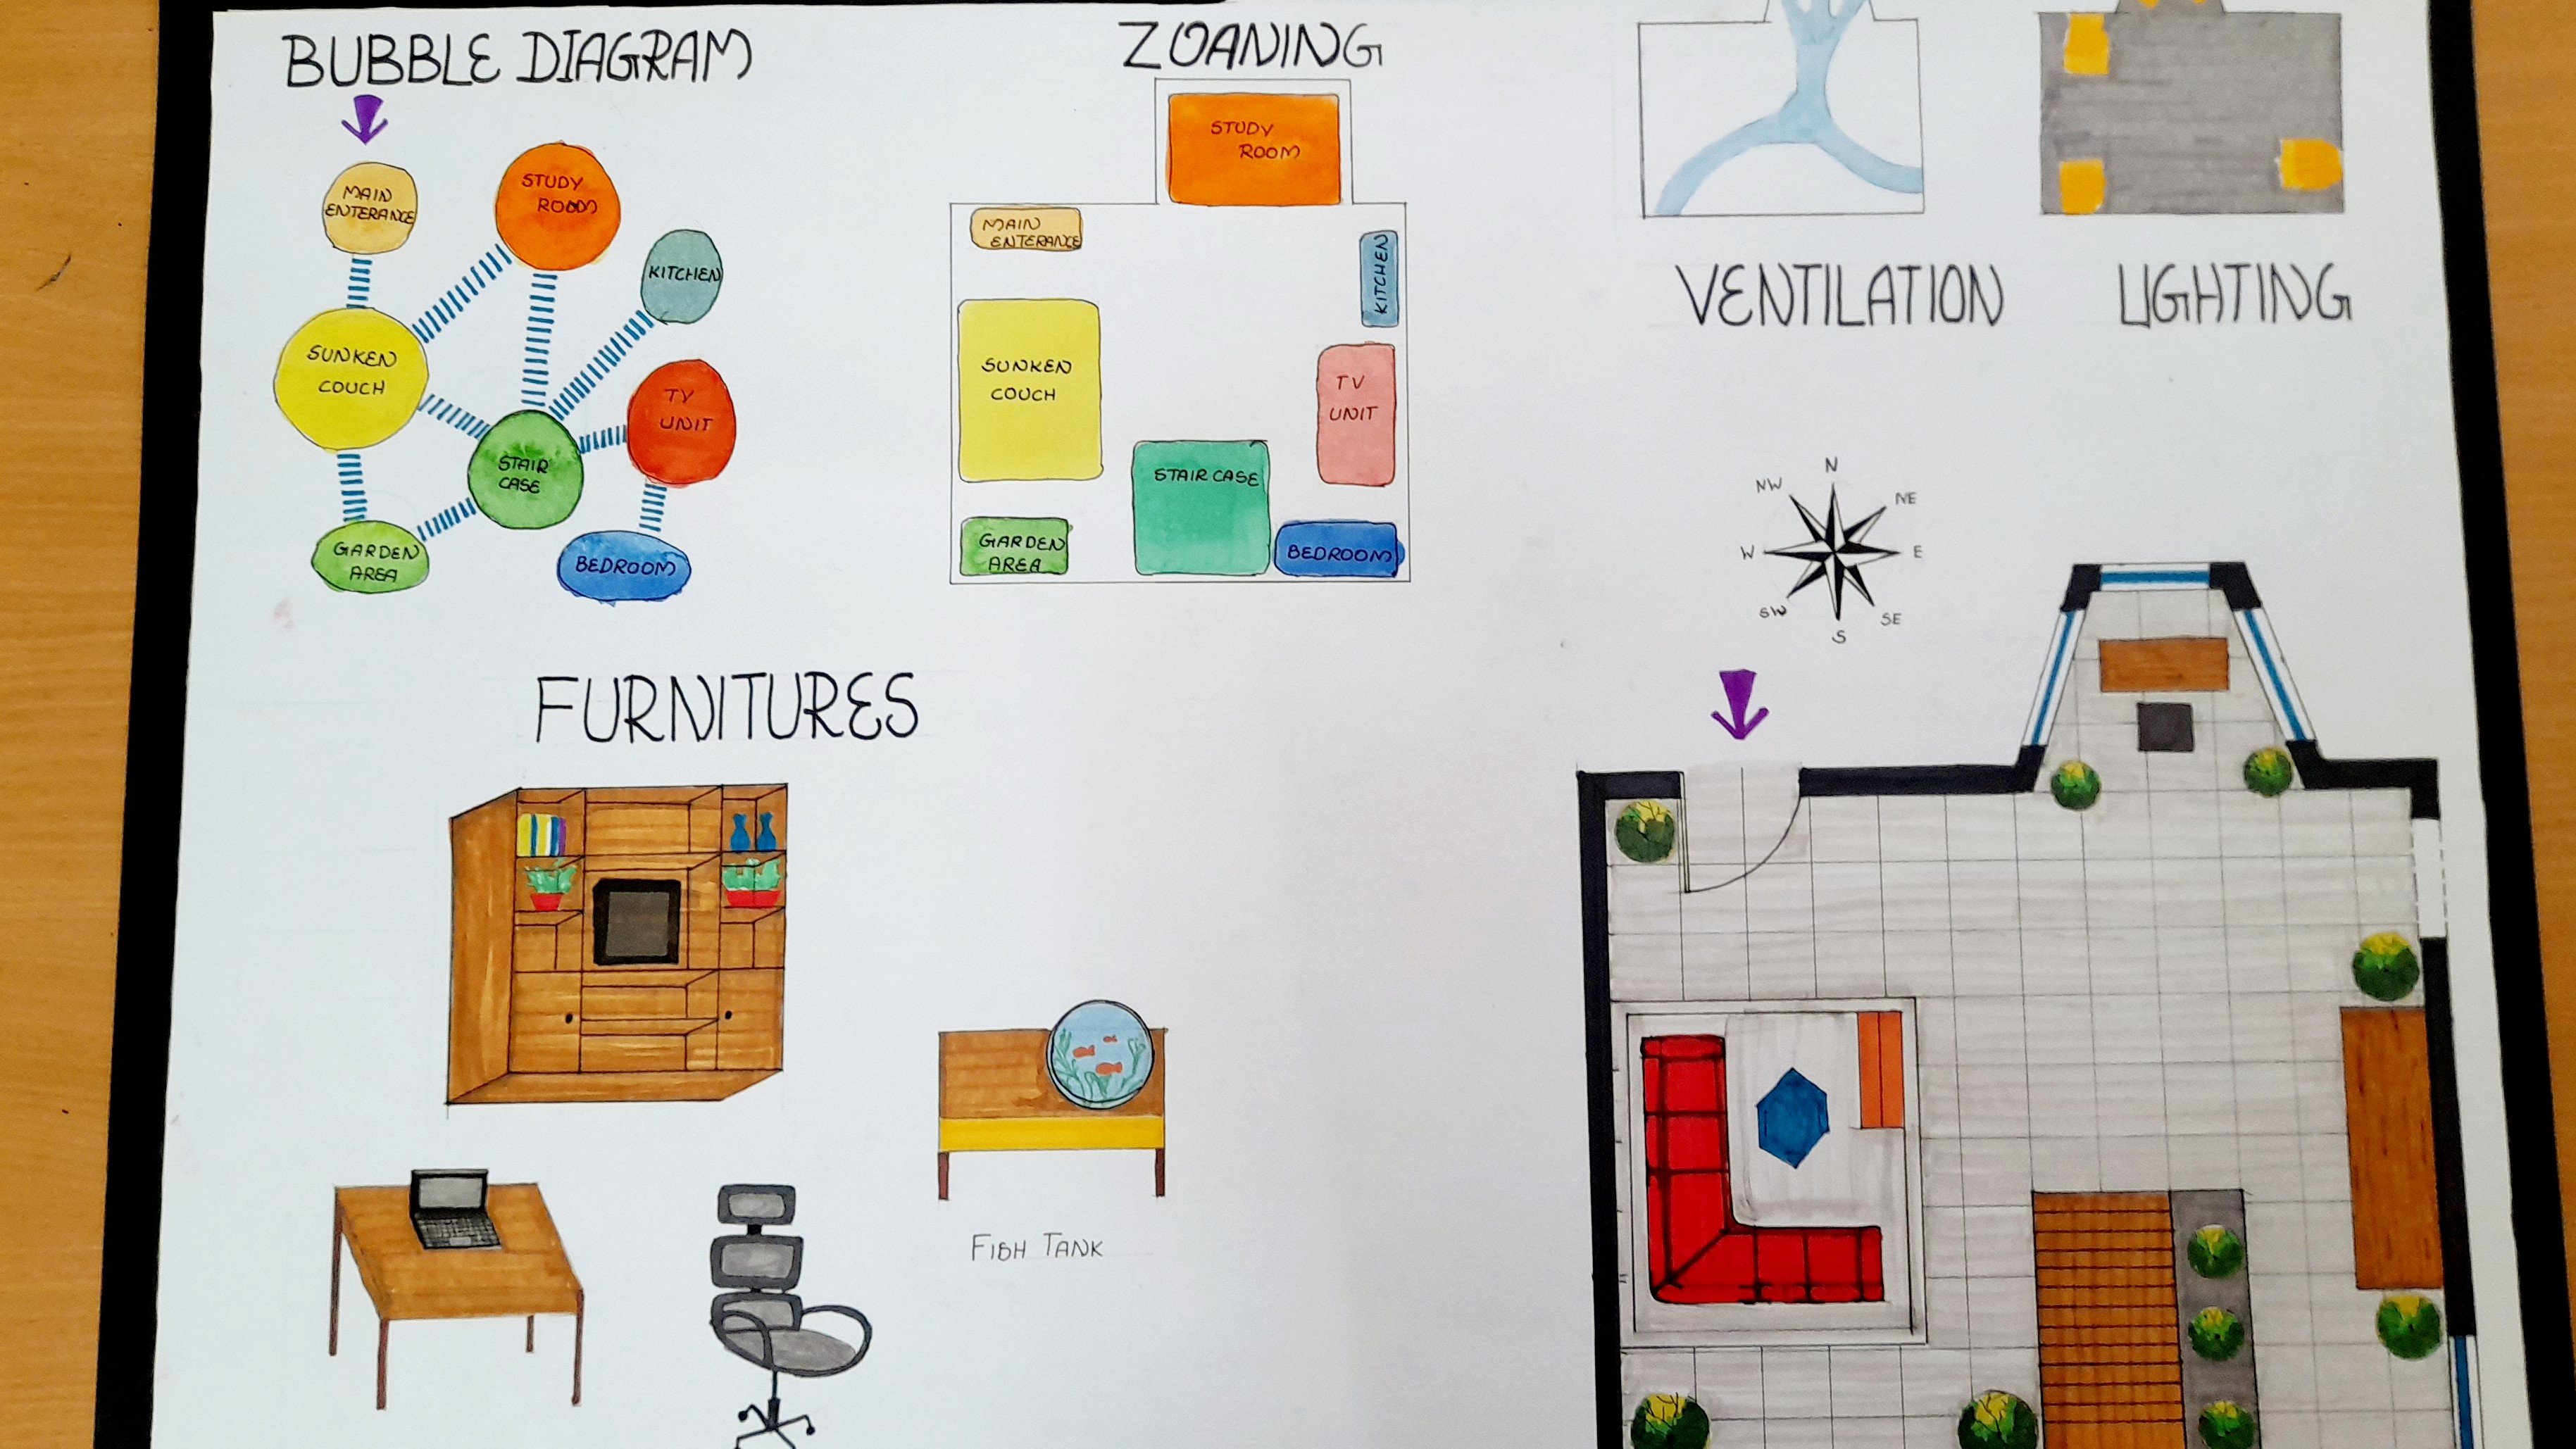 BUBBLE DIAGRAM
MAIN
ENTERANCE
STUDY
ROOM
KITCHEN
SUNKEN
COUCH
TV
UNIT
STAIR
CASE
GARDEN
AREA
BEDROOM
ZOANING
STUDY
ROOM
MAIN
ENTERANCE
KITCHEN
SUNKEN
COUCH
TV
UNIT
STAIR CASE
GARDEN
AREA
BEDROOM
VENTILATION
LIGHTING
N
NW
NE
W
E
SW
SE
S
FURNITURES
FISH TANK